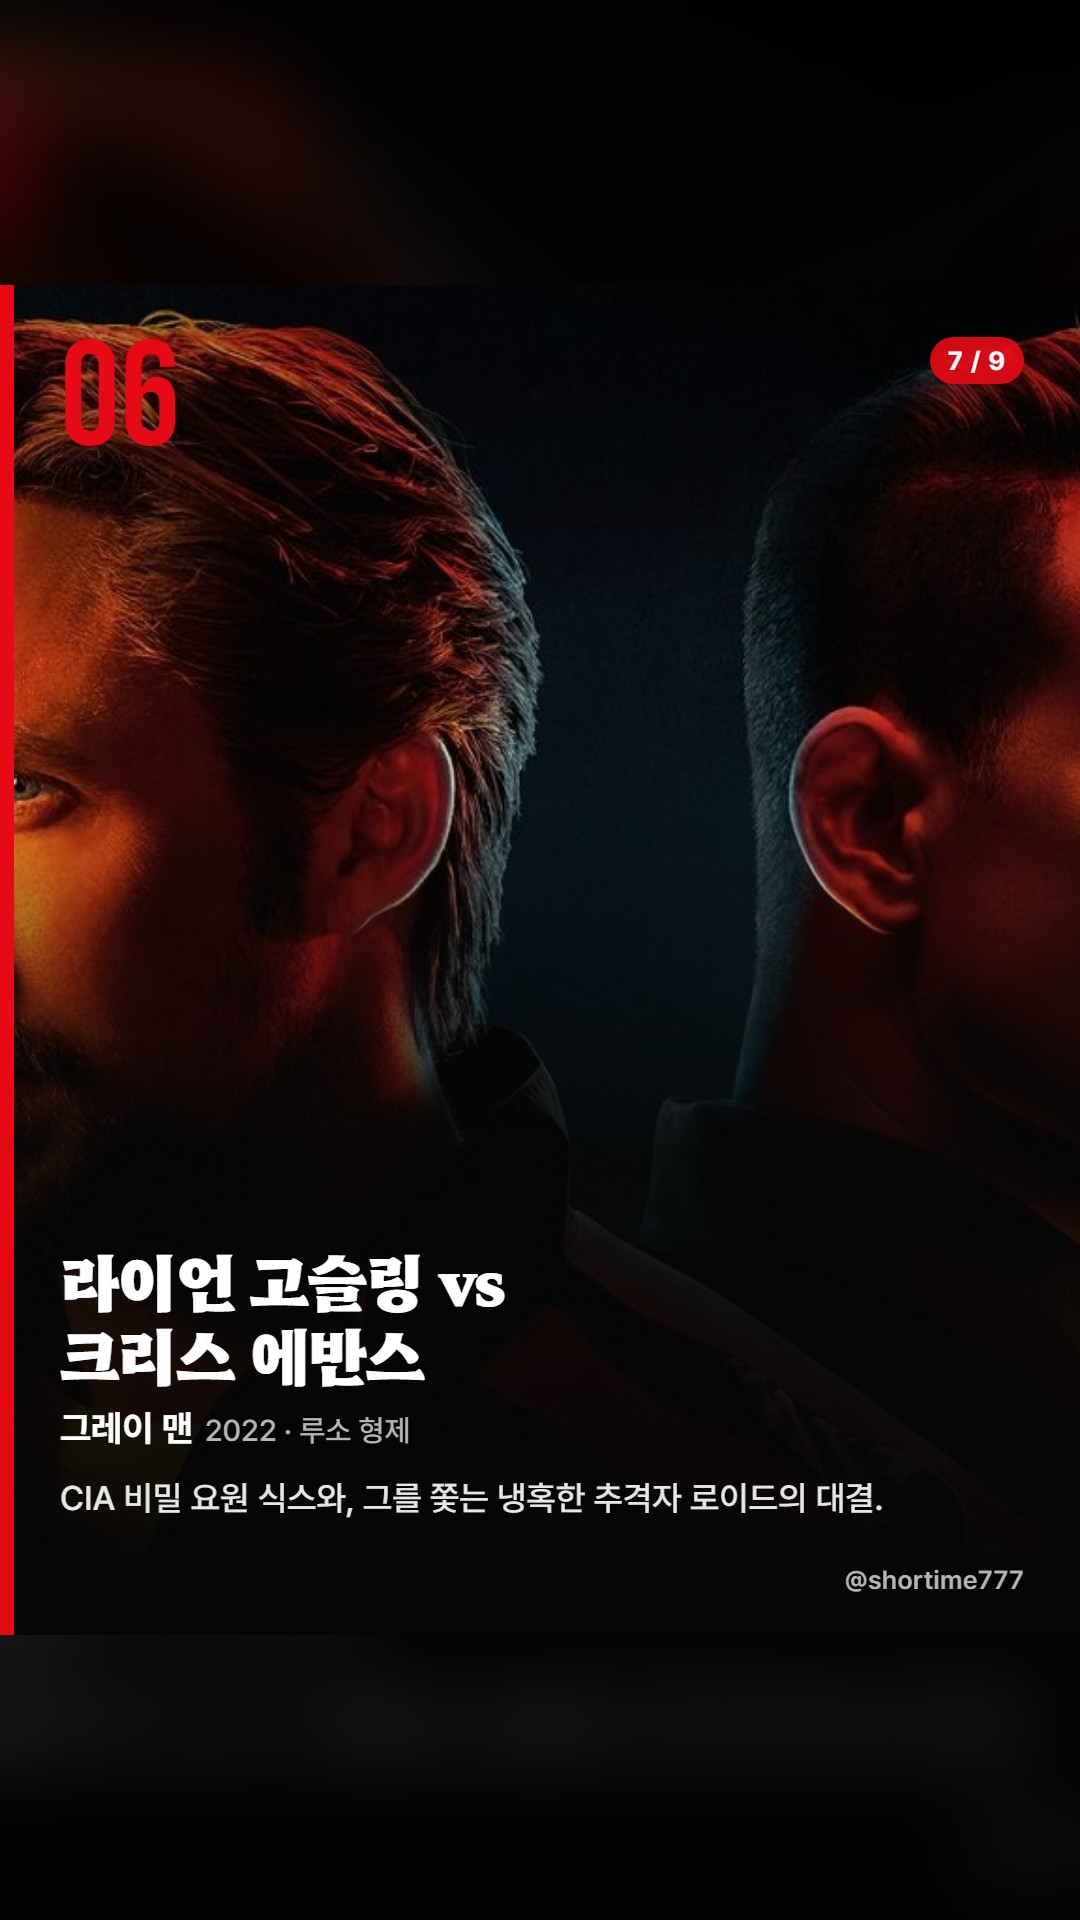 06
7 / 9
라이언 고슬링 vs
크리스 에반스
그레이 맨 2022 · 루소 형제
CIA 비밀 요원 식스와, 그를 쫓는 냉혹한 추격자 로이드의 대결.
@shortime777